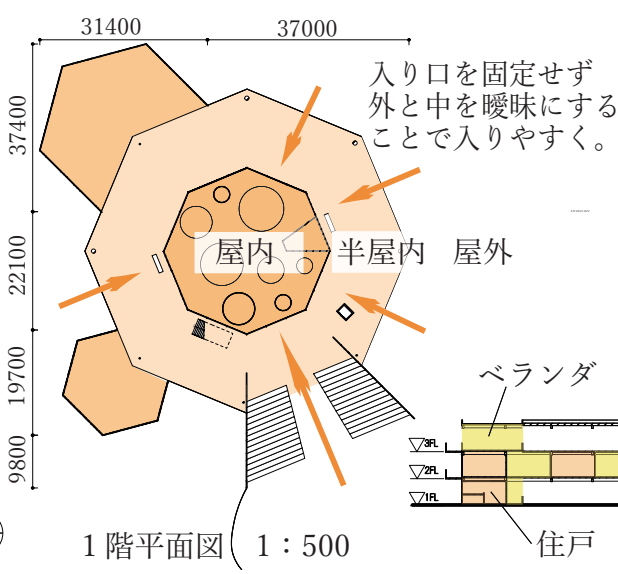 31400
37000
入り口を固定せず
外と中を曖昧にする
ことで入りやすく。
37400
22100
19700
9800
屋内
半屋内
屋外
ベランダ
3FL
2FL
1FL
住戸
1階平面図
1：500